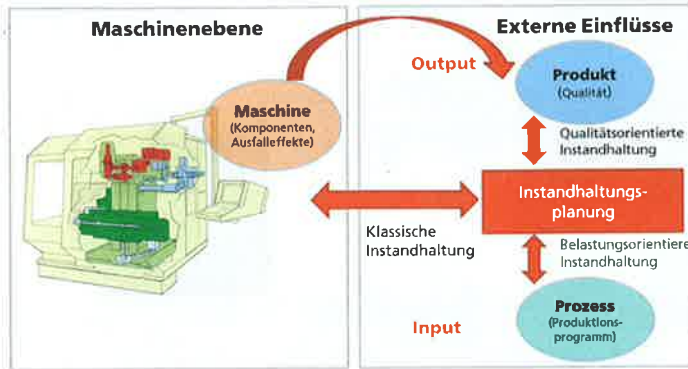 Maschinenebene
Maschine
(Komponenten,
Ausfalleffekte)
Klassische
Instandhaltung
Externe Einflüsse
Output
Produkt
(Qualität)
Qualitätsorientierte
Instandhaltung
Instandhaltungs-
planung
Belastungsorientiere
Instandhaltung
Prozess
(Produktions-
programm)
Input